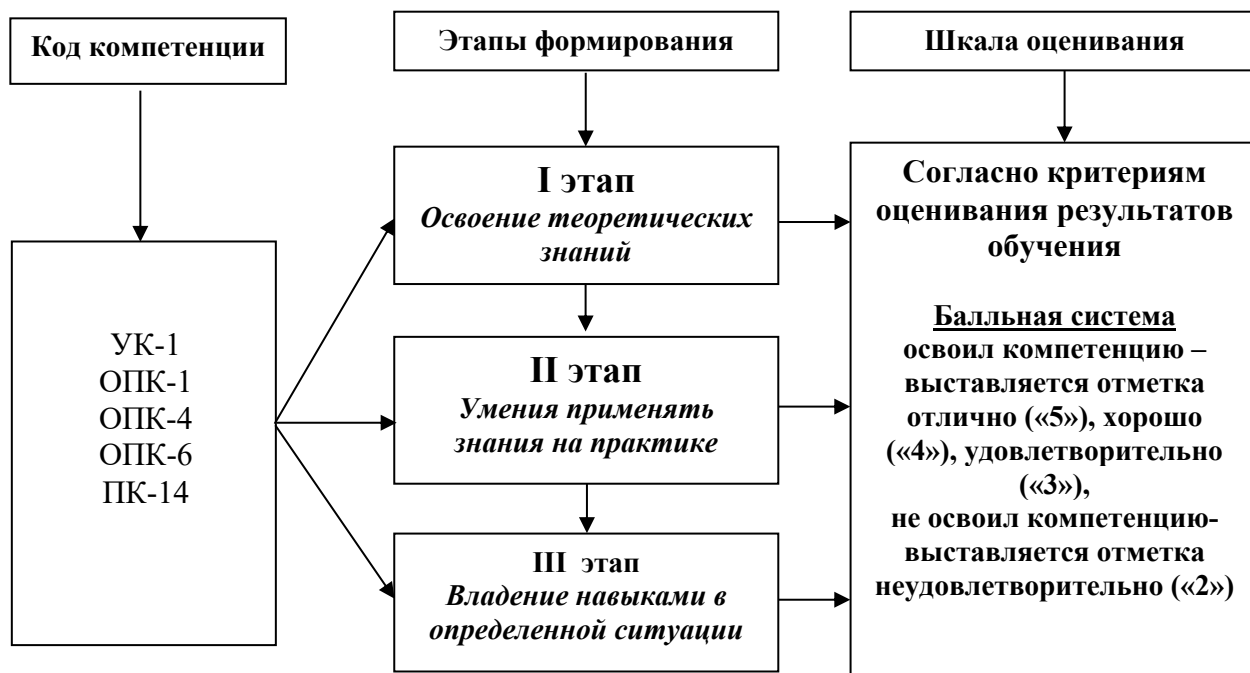 Код компетенции
Этапы формирования
Шкала оценивания
УК-1
ОПК-1
ОПК-4
ОПК-6
ПК-14
I этап
Освоение теоретических
знаний
II этап
Умения применять
знания на практике
III этап
Владение навыками в
определенной ситуации
Согласно критериям
оценивания результатов
обучения
Балльная система
освоил компетенцию –
выставляется отметка
отлично («5»), хорошо
(«4»), удовлетворительно
(«3»),
не освоил компетенцию-
выставляется отметка
неудовлетворительно («2»)